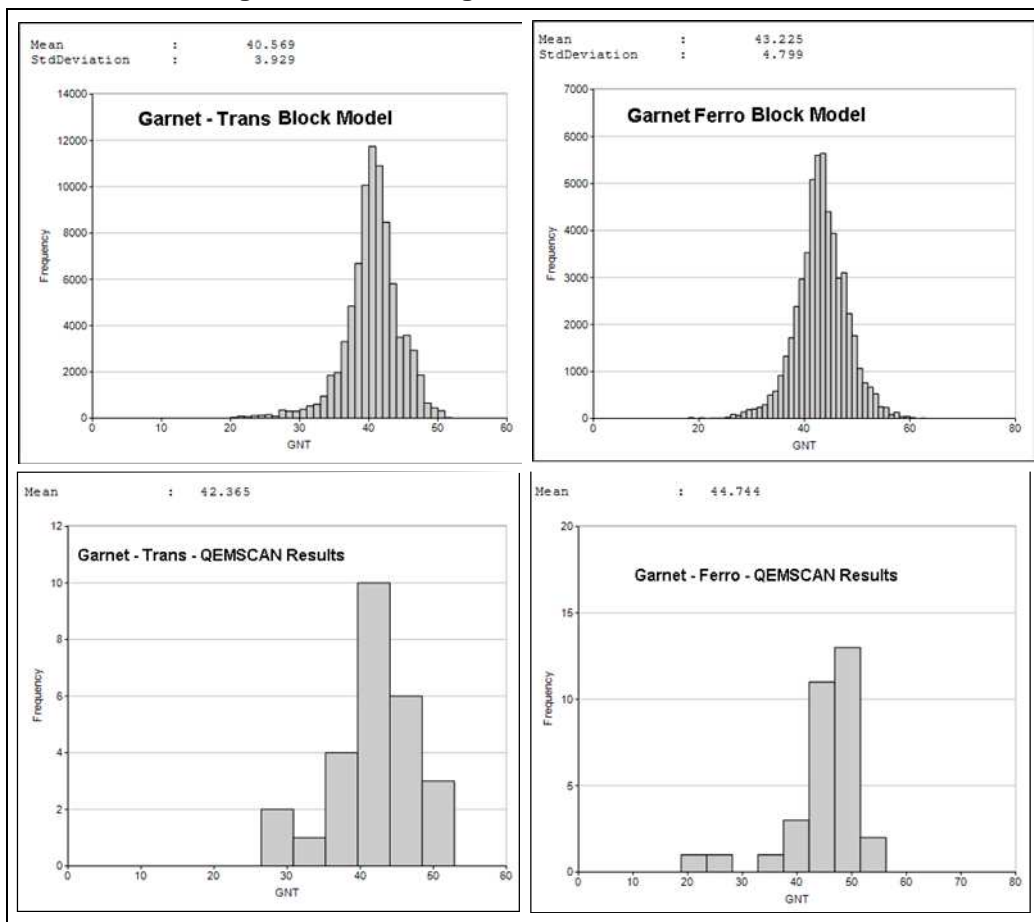 Mean : 40.569
StdDeviation : 3.929
14000
Garnet - Trans Block Model
12000
10000
8000
6000
4000
2000
0
Frequency
0 10 20 30 40 50 60
GNT
Mean : 43.225
StdDeviation : 4.799
7000
Garnet Ferro Block Model
6000
5000
4000
3000
2000
1000
0
Frequency
0 20 40 60 80
GNT
Mean : 42.365
12
Garnet - Trans - QEMSCAN Results
10
8
6
4
2
0
Frequency
0 10 20 30 40 50 60
GNT
Mean : 44.744
20
Garnet - Ferro - QEMSCAN Results
15
10
5
0
Frequency
0 10 20 30 40 50 60 70 80
GNT